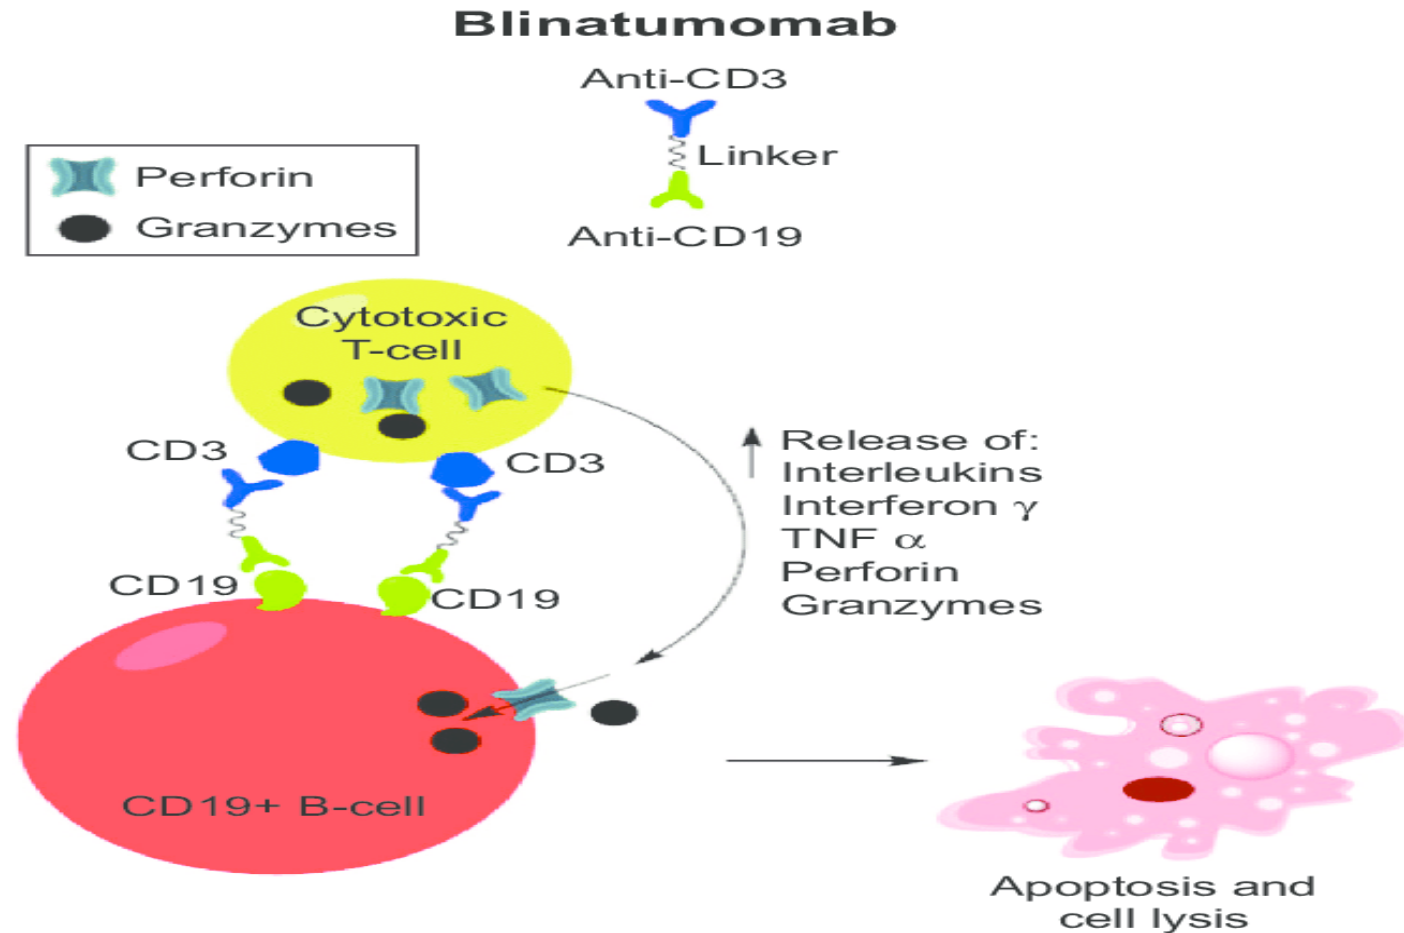 Blinatumomab
Anti-CD3
Linker
Anti-CD19
Perforin
Granzymes
Cytotoxic
T-cell
CD3
CD3
CD19
CD19
Release of:
Interleukins
Interferon γ
TNF α
Perforin
Granzymes
CD19+ B-cell
Apoptosis and
cell lysis